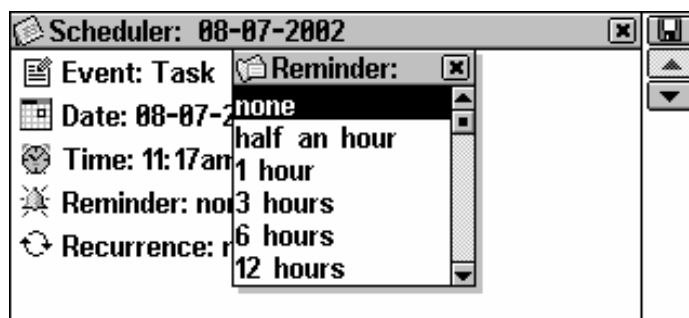 Scheduler: 08-07-2002
Event: Task
Date: 08-07-2
Time: 11:17am
Reminder: nor
Recurrence: r
Reminder:
none
half an hour
1 hour
3 hours
6 hours
12 hours